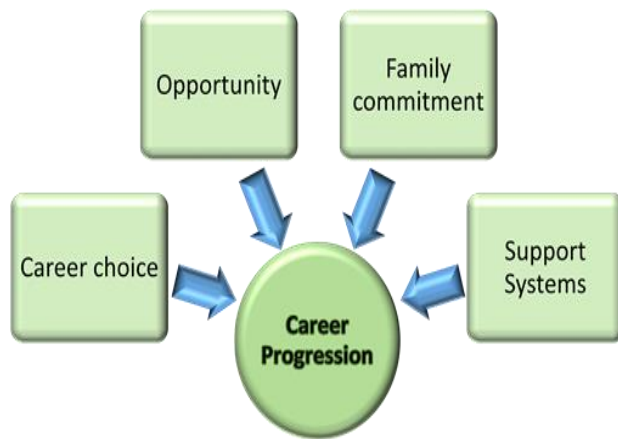 Opportunity
Family
commitment
Career choice
Support
Systems
Career
Progression